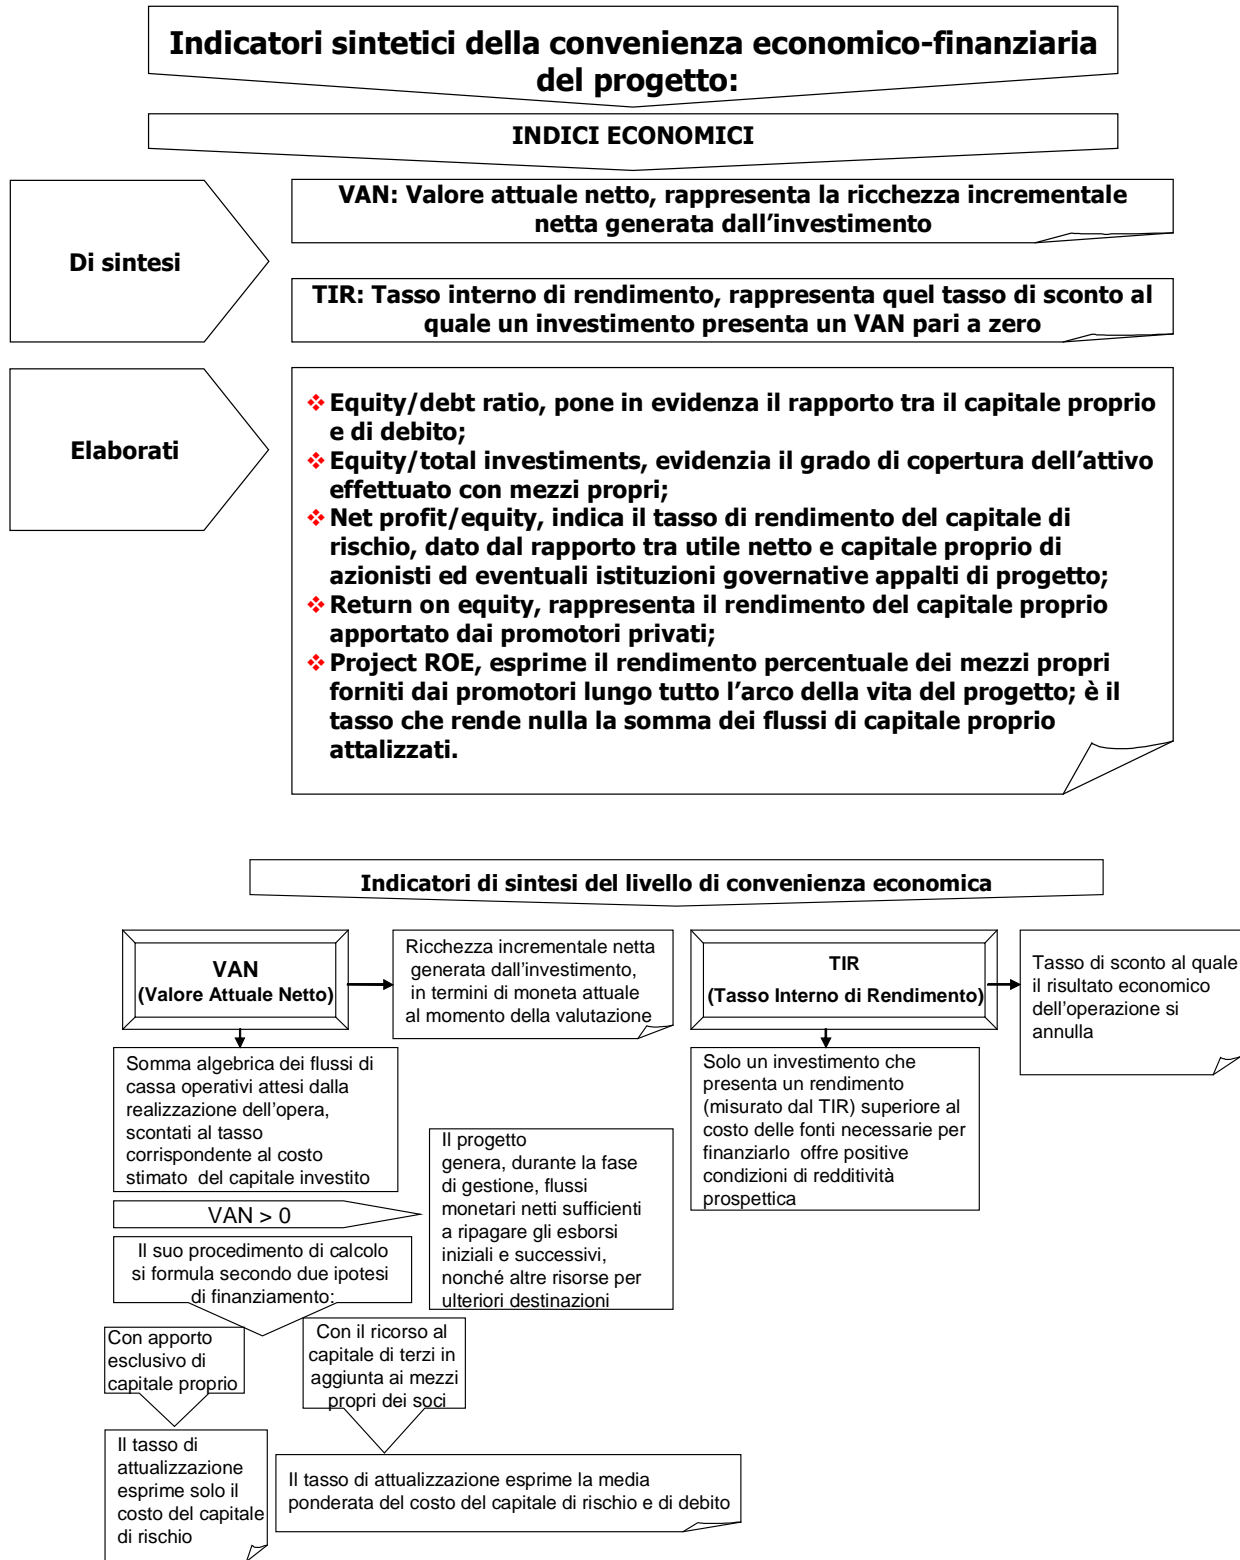 Indicatori sintetici della convenienza economico-finanziaria
del progetto:
INDICI ECONOMICI
Di sintesi
VAN: Valore attuale netto, rappresenta la ricchezza incrementale
netta generata dall'investimento
TIR: Tasso interno di rendimento, rappresenta quel tasso di sconto al
quale un investimento presenta un VAN pari a zero
Elaborati
❖ Equity/debt ratio, pone in evidenza il rapporto tra il capitale proprio
e di debito;
❖ Equity/total investiments, evidenzia il grado di copertura dell'attivo
effettuato con mezzi propri;
❖ Net profit/equity, indica il tasso di rendimento del capitale di
rischio, dato dal rapporto tra utile netto e capitale proprio di
azionisti ed eventuali istituzioni governative appalti di progetto;
❖ Return on equity, rappresenta il rendimento del capitale proprio
apportato dai promotori privati;
❖ Project ROE, esprime il rendimento percentuale dei mezzi propri
forniti dai promotori lungo tutto l'arco della vita del progetto; è il
tasso che rende nulla la somma dei flussi di capitale proprio
attalizzati.
Indicatori di sintesi del livello di convenienza economica
VAN
(Valore Attuale Netto)
Ricchezza incrementale netta
generata dall'investimento,
in termini di moneta attuale
al momento della valutazione
TIR
(Tasso Interno di Rendimento)
Tasso di sconto al quale
il risultato economico
dell'operazione si
annulla
Somma algebrica dei flussi di
cassa operativi attesi dalla
realizzazione dell'opera,
scontati al tasso
corrispondente al costo
stimato del capitale investito
Solo un investimento che
presenta un rendimento
(misurato dal TIR) superiore al
costo delle fonti necessarie per
finanziarlo offre positive
condizioni di redditività
prospettica
VAN > 0
Il progetto
genera, durante la fase
di gestione, flussi
monetari netti sufficienti
a ripagare gli esborsi
iniziali e successivi,
nonché altre risorse per
ulteriori destinazioni
Il suo procedimento di calcolo
si formula secondo due ipotesi
di finanziamento:
Con apporto
esclusivo di
capitale proprio
Con il ricorso al
capitale di terzi in
aggiunta ai mezzi
propri dei soci
Il tasso di
attualizzazione
esprime solo il
costo del capitale
di rischio
Il tasso di attualizzazione esprime la media
ponderata del costo del capitale di rischio e di debito